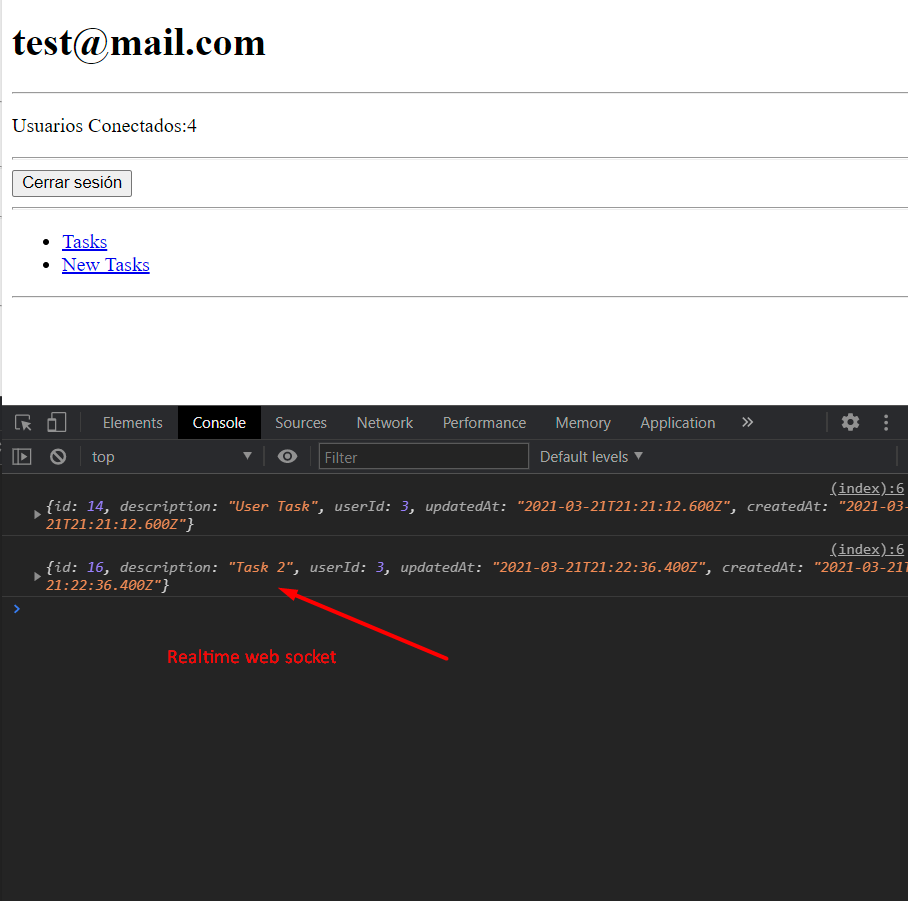 test@mail.com
Usuarios Conectados:4
Cerrar sesión
Tasks
New Tasks
Elements Console Sources Network Performance Memory Application »
top ▼ Filter Default levels ▼
(index):6
{id: 14, description: "User Task", userId: 3, updatedAt: "2021-03-21T21:21:12.600Z", createdAt: "2021-03-
21T21:21:12.600Z"}
(index):6
{id: 16, description: "Task 2", userId: 3, updatedAt: "2021-03-21T21:22:36.400Z", createdAt: "2021-03-21T
21:22:36.400Z"}
Realtime web socket